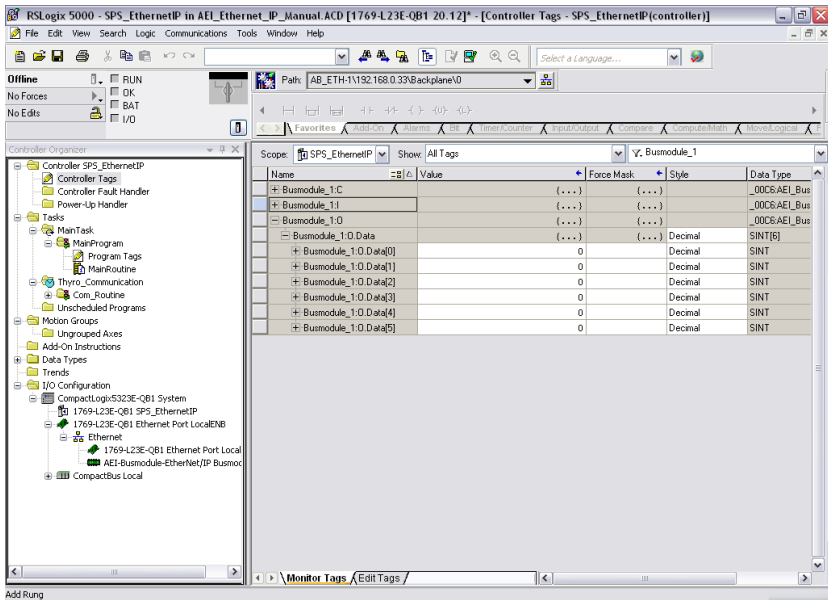 RSLogix 5000 - SPS_EthernetIP in AEI_Ethernet_IP_Manual.ACD [1769-L23E-QB1 20.12]* - [Controller Tags - SPS_EthernetIP(controller)]
File Edit View Search Logic Communications Tools Window Help
Select a Language...
Offline
RUN
No Forces
OK
No Edits
BAT
I/O
Path: AB_ETH-1\192.168.0.33\Backplane\0
Favorites Add-On Alarms Bit Timer/Counter Input/Output Compare Compute/Math Move/Logical F
Controller Organizer
Controller SPS_EthernetIP
Controller Tags
Controller Fault Handler
Power-Up Handler
Tasks
MainTask
MainProgram
Program Tags
MainRoutine
Thyro_Communication
Com_Routine
Unscheduled Programs
Motion Groups
Ungrouped Axes
Add-On Instructions
Data Types
Trends
I/O Configuration
CompactLogix5323E-QB1 System
1769-L23E-QB1 SPS_EthernetIP
1769-L23E-QB1 Ethernet Port LocalENB
Ethernet
1769-L23E-QB1 Ethernet Port Local
AEI-Busmodule-EtherNet/IP Busmod
CompactBus Local
Scope: SPS_EthernetIP Show: All Tags Busmodule_1
Name Value Force Mask Style Data Type
Busmodule_1:C {...} {...} _00C6:AEI_Bus
Busmodule_1:I {...} {...} _00C6:AEI_Bus
Busmodule_1:O {...} {...} _00C6:AEI_Bus
Busmodule_1:O.Data {...} {...} Decimal SINT[6]
Busmodule_1:O.Data[0] 0 Decimal SINT
Busmodule_1:O.Data[1] 0 Decimal SINT
Busmodule_1:O.Data[2] 0 Decimal SINT
Busmodule_1:O.Data[3] 0 Decimal SINT
Busmodule_1:O.Data[4] 0 Decimal SINT
Busmodule_1:O.Data[5] 0 Decimal SINT
Monitor Tags Edit Tags
Add Rung